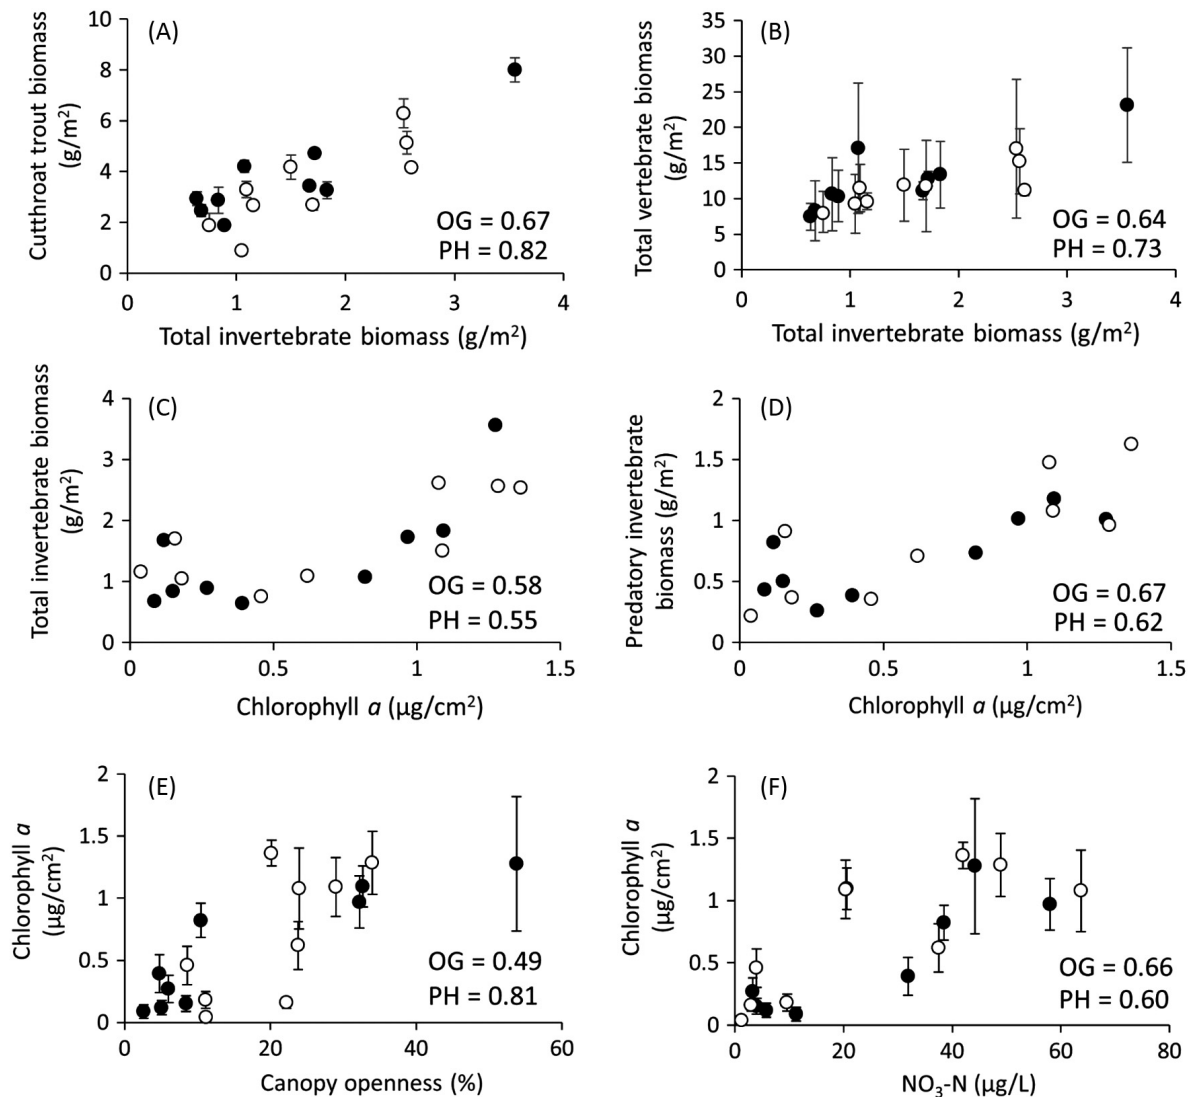 (A)
Cutthroat trout biomass
(g/m²)
10
8
6
4
2
0
0 1 2 3 4
OG = 0.67
PH = 0.82
Total invertebrate biomass (g/m²)
(B)
Total vertebrate biomass
(g/m²)
35
30
25
20
15
10
5
0
0 1 2 3 4
OG = 0.64
PH = 0.73
Total invertebrate biomass (g/m²)
(C)
Total invertebrate biomass
(g/m²)
4
3
2
1
0
0 0.5 1 1.5
OG = 0.58
PH = 0.55
Chlorophyll a (µg/cm²)
(D)
Predatory invertebrate
biomass (g/m²)
2
1.5
1
0.5
0
0 0.5 1 1.5
OG = 0.67
PH = 0.62
Chlorophyll a (µg/cm²)
(E)
Chlorophyll a
(µg/cm²)
2
1.5
1
0.5
0
0 20 40 60
OG = 0.49
PH = 0.81
Canopy openness (%)
(F)
Chlorophyll a
(µg/cm²)
2
1.5
1
0.5
0
0 20 40 60 80
OG = 0.66
PH = 0.60
NO₃-N (µg/L)